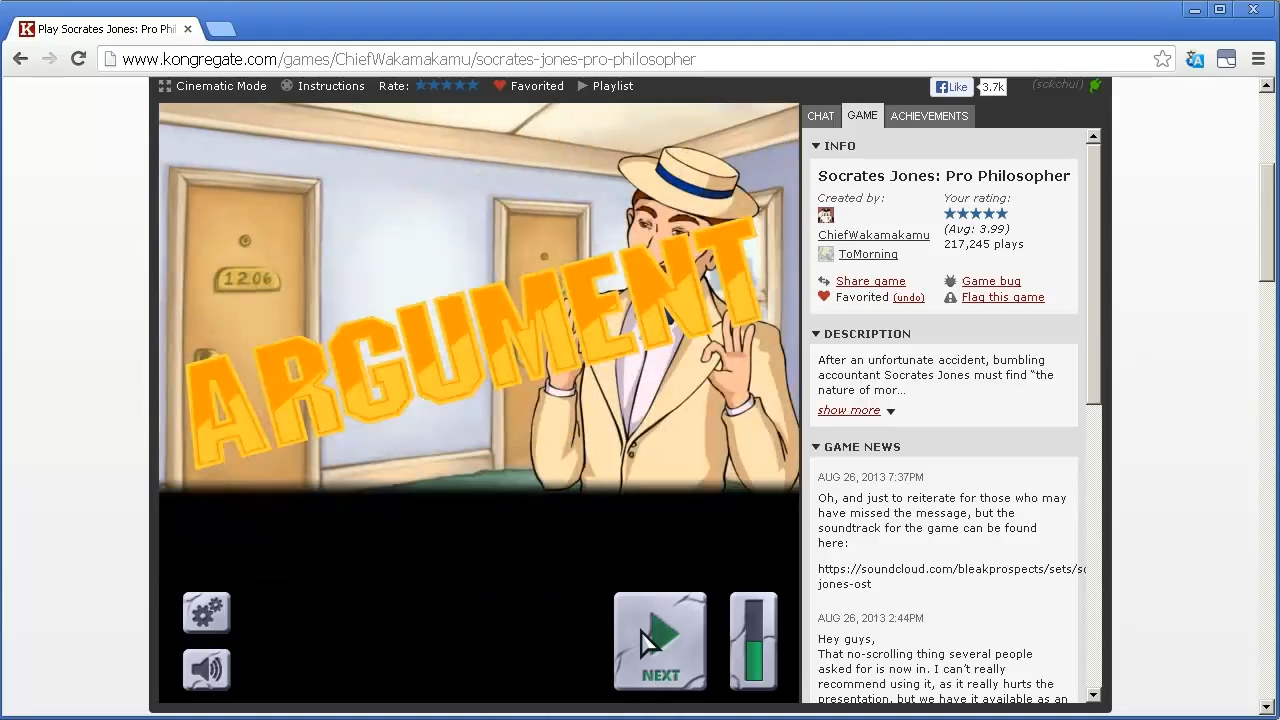 Play Socrates Jones: Pro Phil
www.kongregate.com/games/ChiefWakamakamu/socrates-jones-pro-philosopher
Cinematic Mode
Instructions
Rate:
Favorited
Playlist
Like
3.7k
(sckchui)
12.06
ARGUMENT
NEXT
CHAT
GAME
ACHIEVEMENTS
INFO
Socrates Jones: Pro Philosopher
Created by:
ChiefWakamakamu
ToMorning
Your rating:
(Avg: 3.99)
217,245 plays
Share game
Game bug
Favorited (undo)
Flag this game
DESCRIPTION
After an unfortunate accident, bumbling
accountant Socrates Jones must find “the
nature of mor...
show more
GAME NEWS
AUG 26, 2013 7:37PM
Oh, and just to reiterate for those who may
have missed the message, but the
soundtrack for the game can be found
here:
https://soundcloud.com/bleakprospects/sets/so
jones-ost
AUG 26, 2013 2:44PM
Hey guys,
That no-scrolling thing several people
asked for is now in. I can’t really
recommend using it, as it really hurts the
presentation, but we have it available as an